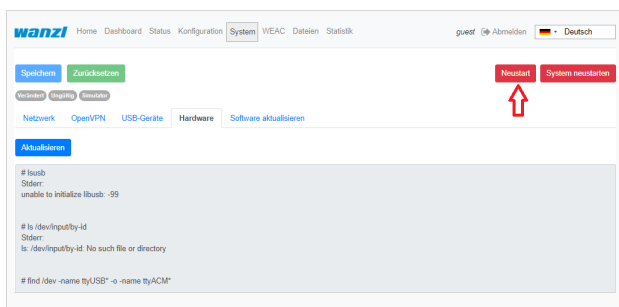 wanzl Home Dashboard Status Konfiguration System WEAC Dateien Statistik guest Abmelden Deutsch
Speichern Zurücksetzen Neustart System neustarten
Verändert Ungültig Simulator
Netzwerk OpenVPN USB-Geräte Hardware Software aktualisieren
Aktualisieren
# lsusb
Stderr:
unable to initialize libusb: -99
# ls /dev/input/by-id
Stderr:
ls: /dev/input/by-id: No such file or directory
# find /dev -name ttyUSB* -o -name ttyACM*